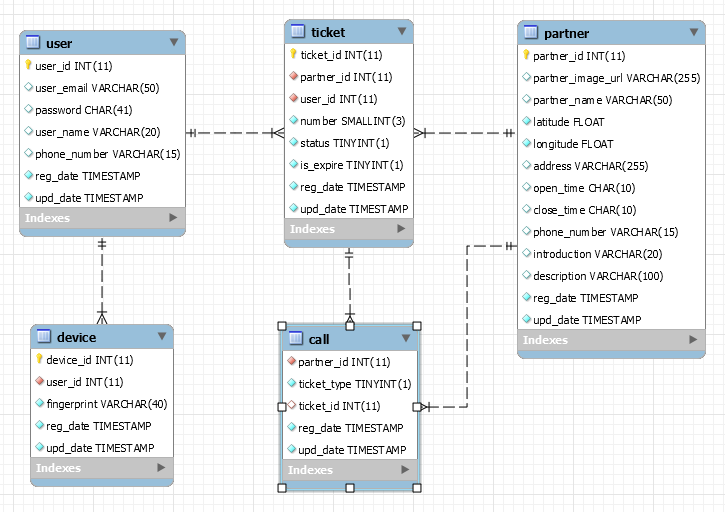 user
user_id INT(11)
user_email VARCHAR(50)
password CHAR(41)
user_name VARCHAR(20)
phone_number VARCHAR(15)
reg_date TIMESTAMP
upd_date TIMESTAMP
Indexes
ticket
ticket_id INT(11)
partner_id INT(11)
user_id INT(11)
number SMALLINT(3)
status TINYINT(1)
is_expire TINYINT(1)
reg_date TIMESTAMP
upd_date TIMESTAMP
Indexes
partner
partner_id INT(11)
partner_image_url VARCHAR(255)
partner_name VARCHAR(50)
latitude FLOAT
longitude FLOAT
address VARCHAR(255)
open_time CHAR(10)
close_time CHAR(10)
phone_number VARCHAR(15)
introduction VARCHAR(20)
description VARCHAR(100)
reg_date TIMESTAMP
upd_date TIMESTAMP
Indexes
device
device_id INT(11)
user_id INT(11)
fingerprint VARCHAR(40)
reg_date TIMESTAMP
upd_date TIMESTAMP
Indexes
call
partner_id INT(11)
ticket_type TINYINT(1)
ticket_id INT(11)
reg_date TIMESTAMP
upd_date TIMESTAMP
Indexes